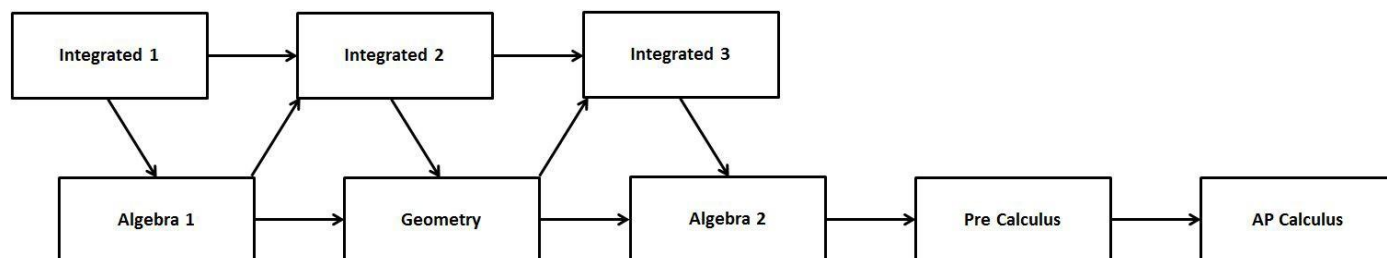 Integrated 1
Integrated 2
Integrated 3
Algebra 1
Geometry
Algebra 2
Pre Calculus
AP Calculus